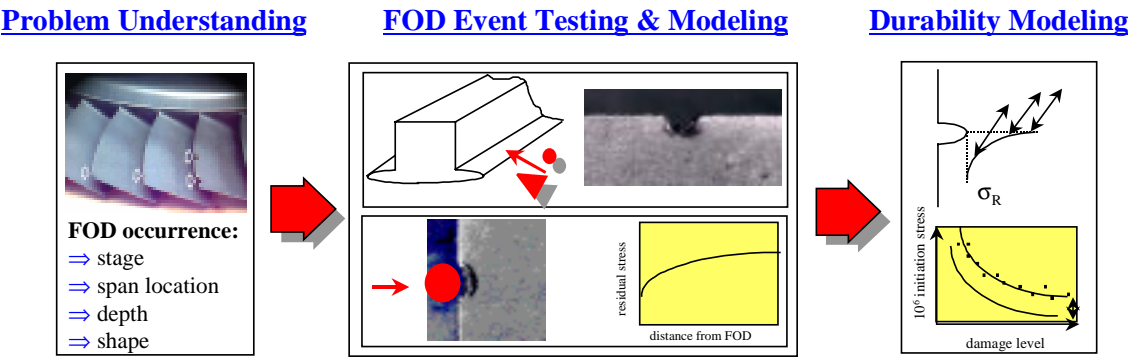 Problem Understanding
FOD Event Testing & Modeling
Durability Modeling
FOD occurrence:
⇒ stage
⇒ span location
⇒ depth
⇒ shape
residual stress
distance from FOD
σR
10⁶ initiation stress
damage level